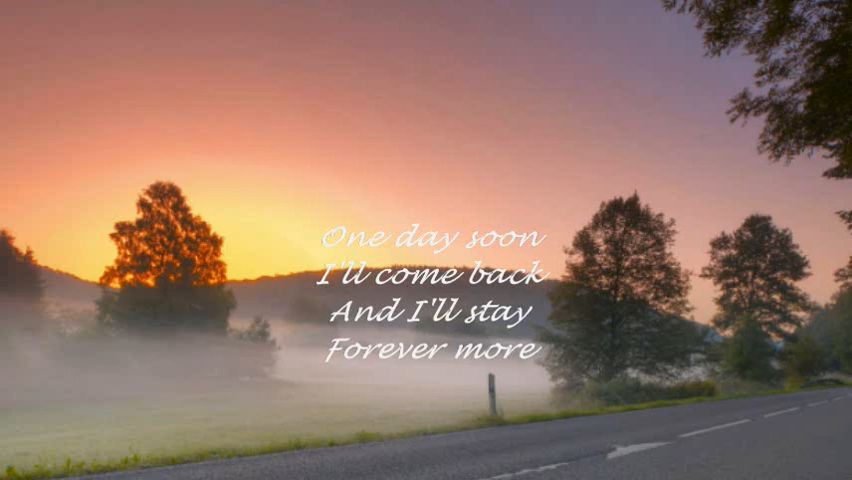 One day soon
I'll come back
And I'll stay
Forever more